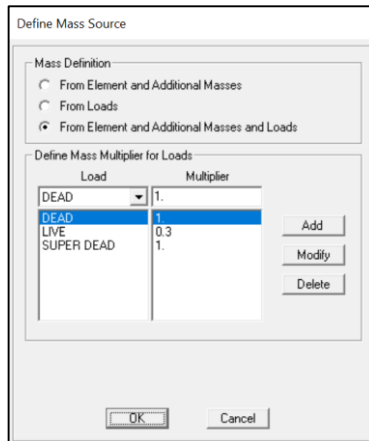 Define Mass Source
Mass Definition
From Element and Additional Masses
From Loads
From Element and Additional Masses and Loads
Define Mass Multiplier for Loads
Load Multiplier
DEAD 1.
DEAD 1.
LIVE 0.3
SUPER DEAD 1.
Add
Modify
Delete
OK Cancel